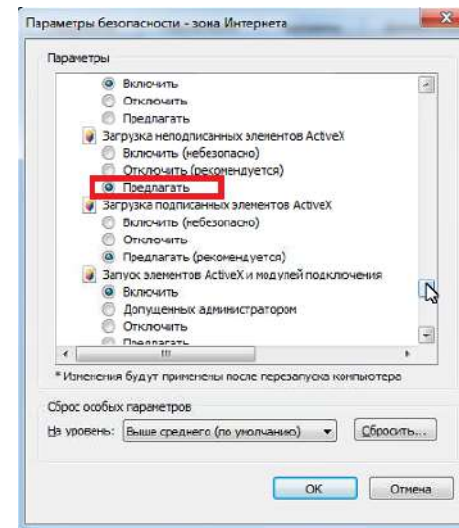 Параметры безопасности - зона Интернета
Параметры
Включить
Отключить
Предлагать
Загрузка неподписанных элементов ActiveX
Включить (небезопасно)
Отключить (рекомендуется)
Предлагать
Загрузка подписанных элементов ActiveX
Включить (небезопасно)
Отключить
Предлагать (рекомендуется)
Запуск элементов ActiveX и модулей подключения
Включить
Допущенных администратором
Отключить
Предлагать
* Изменения будут применены после перезапуска компьютера
Сброс особых параметров
На уровень: Выше среднего (по умолчанию) Сбросить...
ОК Отмена